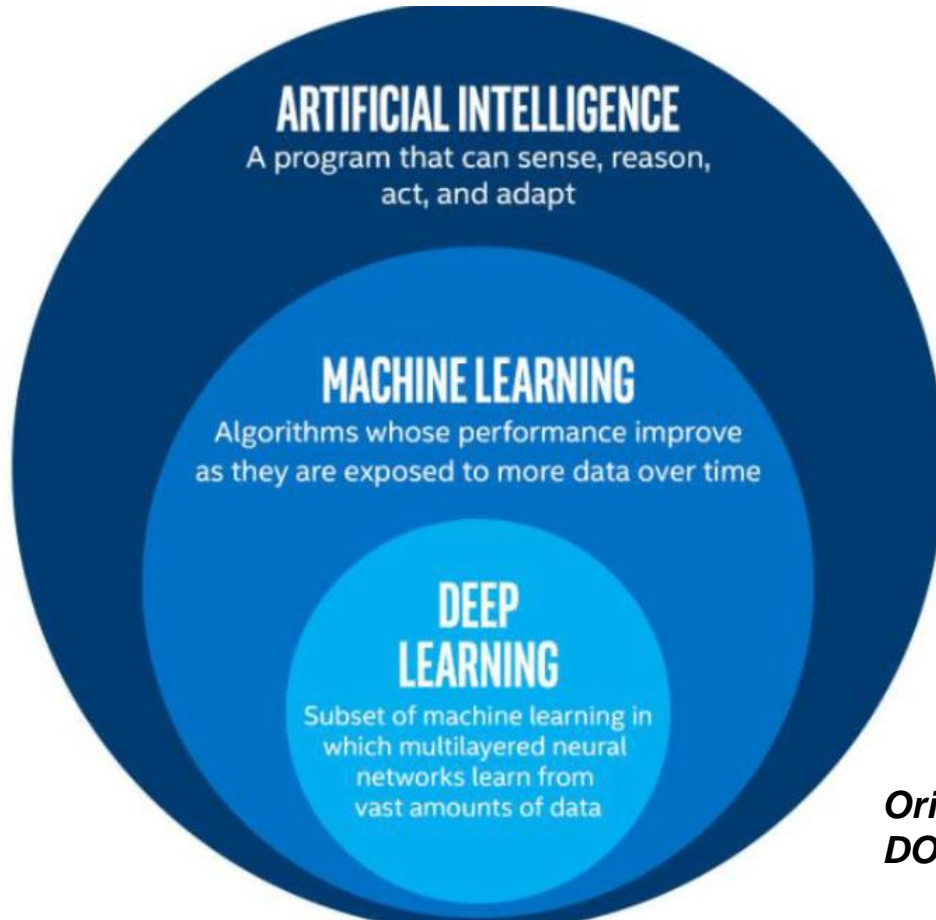 ARTIFICIAL INTELLIGENCE
A program that can sense, reason,
act, and adapt
MACHINE LEARNING
Algorithms whose performance improve
as they are exposed to more data over time
DEEP
LEARNING
Subset of machine learning in
which multilayered neural
networks learn from
vast amounts of data